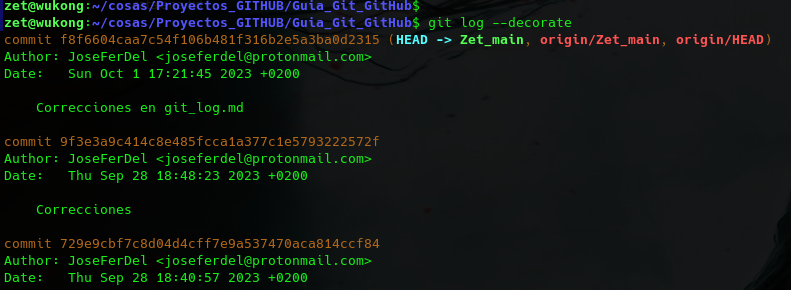 zet@wukong:~/cosas/Proyectos_GITHUB/Guia_Git_GitHub$
zet@wukong:~/cosas/Proyectos_GITHUB/Guia_Git_GitHub$ git log --decorate
commit f8f6604caa7c54f106b481f316b2e5a3ba0d2315 (HEAD -> Zet_main, origin/Zet_main, origin/HEAD)
Author: JoseFerDel <joseferdel@protonmail.com>
Date:   Sun Oct 1 17:21:45 2023 +0200
Correcciones en git_log.md
commit 9f3e3a9c414c8e485fcca1a377c1e5793222572f
Author: JoseFerDel <joseferdel@protonmail.com>
Date:   Thu Sep 28 18:48:23 2023 +0200
Correcciones
commit 729e9cbf7c8d04d4cff7e9a537470aca814ccf84
Author: JoseFerDel <joseferdel@protonmail.com>
Date:   Thu Sep 28 18:40:57 2023 +0200